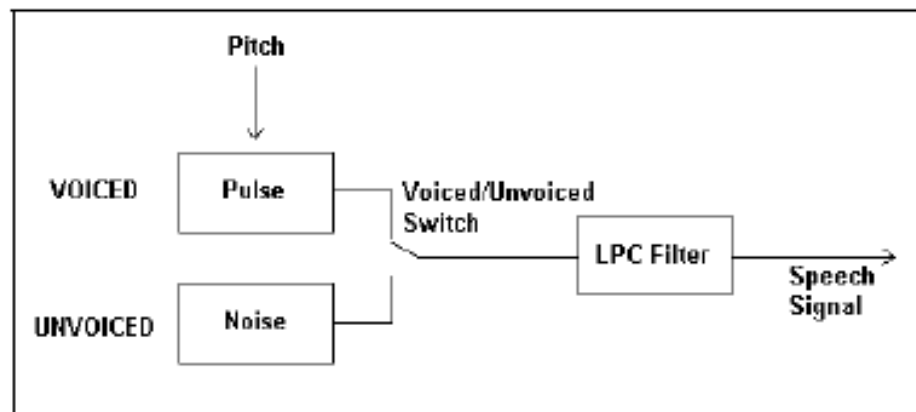 Pitch
VOICED
Pulse
Voiced/Unvoiced
Switch
LPC Filter
Speech
Signal
UNVOICED
Noise